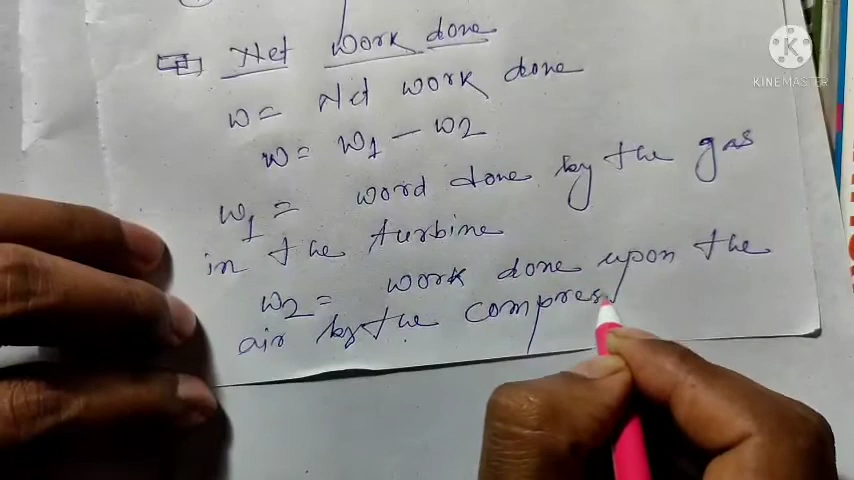 Net work done
w = Net work done
w = w1 - w2
w1 = word done by the gas
in the turbine
w2 = work done upon the
air by the compres
K
KINEMASTER